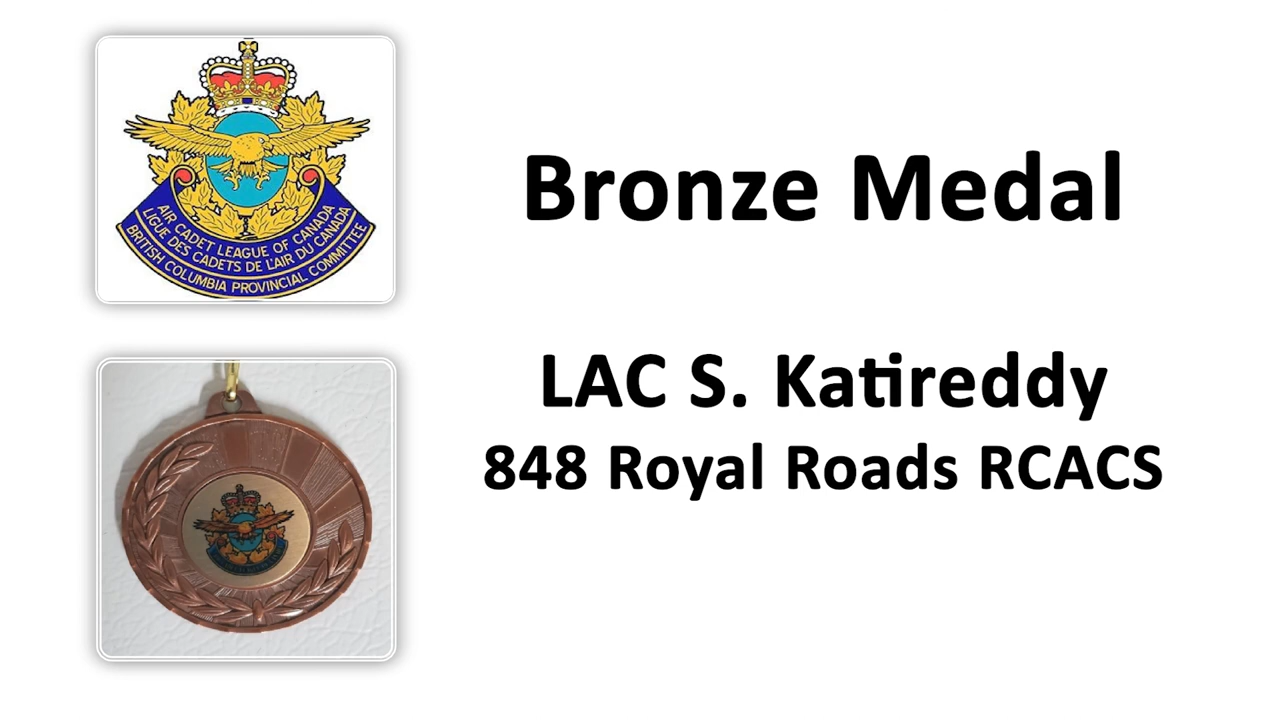 AIR CADET LEAGUE OF CANADA
LIGUE DES CADETS DE L'AIR DU CANADA
BRITISH COLUMBIA PROVINCIAL COMMITTEE
Bronze Medal
LAC S. Katireddy
848 Royal Roads RCACS